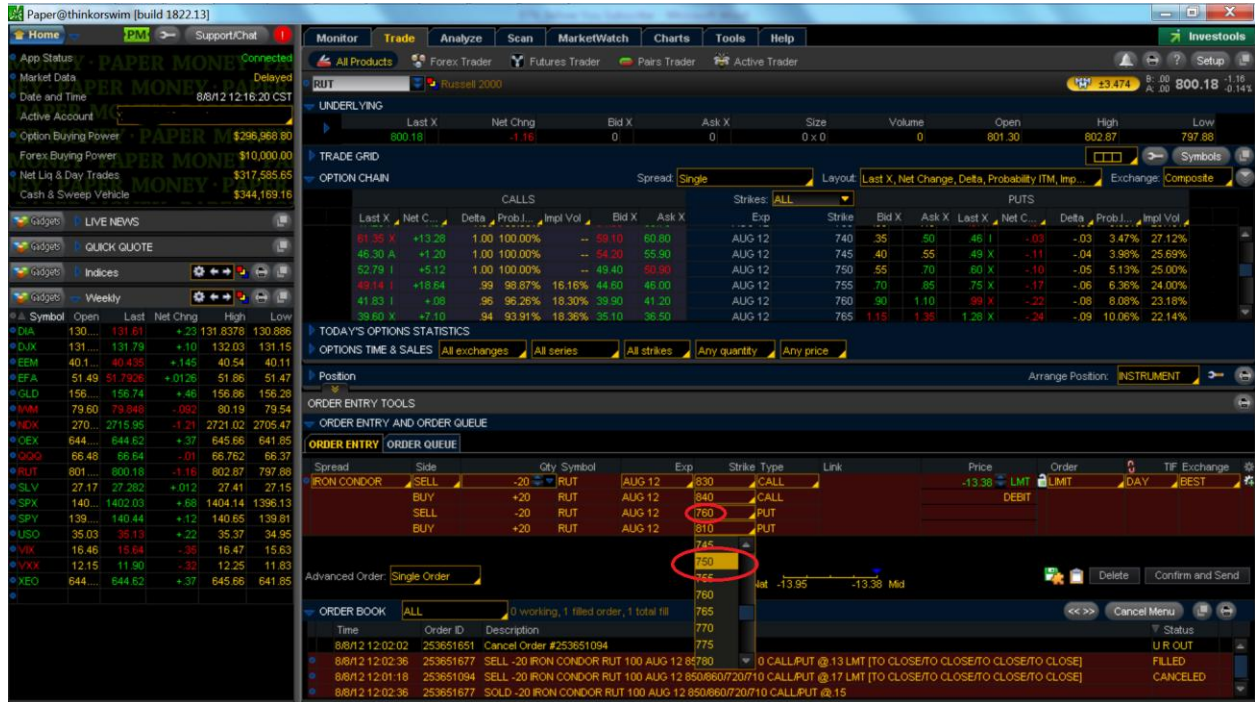 Paper@thinkorswim [build 1822.13]
Home PM Support/Chat !
App Status Connected
Market Data Delayed
Date and Time 8/8/12 12:16:20 CST
Active Account
Option Buying Power $296,968.80
Forex Buying Power $10,000.00
Net Liq & Day Trades $317,585.65
Cash & Sweep Vehicle $344,169.16
Gadgets LIVE NEWS
Gadgets QUICK QUOTE
Gadgets Indices
Gadgets Weekly
Symbol Open Last Net Chng High Low
DIA 130.... 131.61 +.23 131.8378 130.886
DJX 131.... 131.79 +.10 132.03 131.15
EEM 40.1... 40.435 +.145 40.54 40.11
EFA 51.49 51.7926 +.0126 51.86 51.47
GLD 156.... 156.74 +.46 156.86 156.28
IWM 79.60 79.848 -.092 80.19 79.54
NDX 270... 2715.95 -1.21 2721.02 2705.47
OEX 644.... 644.62 +.37 645.66 641.85
QQQ 66.48 66.64 -.01 66.762 66.37
RUT 801.... 800.18 -1.16 802.87 797.88
SLV 27.17 27.282 +.012 27.41 27.15
SPX 140... 1402.03 +.68 1404.14 1396.13
SPY 139.... 140.44 +.12 140.65 139.81
USO 35.03 35.13 +.22 35.37 34.95
VIX 16.46 15.64 -.35 16.47 15.63
VXX 12.15 11.90 -.32 12.25 11.83
XEO 644.... 644.62 +.37 645.66 641.85
Monitor Trade Analyze Scan MarketWatch Charts Tools Help Investools
All Products Forex Trader Futures Trader Pairs Trader Active Trader ? Setup
RUT Russell 2000 ±3.474 B: .00 A: .00 800.18 -1.16 -0.14%
UNDERLYING
Last X Net Chng Bid X Ask X Size Volume Open High Low
800.18 -1.16 0 0 0 x 0 0 801.30 802.87 797.88
TRADE GRID Symbols
OPTION CHAIN Spread: Single Layout: Last X, Net Change, Delta, Probability ITM, Imp... Exchange: Composite
CALLS Strikes: ALL PUTS
Last X Net C... Delta Prob.I... Impl Vol Bid X Ask X Exp Strike Bid X Ask X Last X Net C... Delta Prob.I... Impl Vol
61.35 X +13.28 1.00 100.00% -- 59.10 60.80 AUG 12 740 .35 .50 .46 I -.03 -.03 3.47% 27.12%
46.30 A +1.20 1.00 100.00% -- 54.20 55.90 AUG 12 745 .40 .55 .49 X -.11 -.04 3.98% 25.69%
52.79 I +5.12 1.00 100.00% -- 49.40 50.90 AUG 12 750 .55 .70 .60 X -.10 -.05 5.13% 25.00%
49.14 I +18.64 .99 98.87% 16.16% 44.60 46.00 AUG 12 755 .70 .85 .75 X -.17 -.06 6.36% 24.00%
41.83 I +.08 .96 96.26% 18.30% 39.90 41.20 AUG 12 760 .90 1.10 .99 X -.22 -.08 8.08% 23.18%
39.60 X +7.10 .94 93.91% 18.36% 35.10 36.50 AUG 12 765 1.15 1.35 1.28 X -.24 -.09 10.06% 22.14%
TODAY'S OPTIONS STATISTICS
OPTIONS TIME & SALES All exchanges All series All strikes Any quantity Any price
Position Arrange Position: INSTRUMENT
ORDER ENTRY TOOLS
ORDER ENTRY AND ORDER QUEUE
ORDER ENTRY ORDER QUEUE
Spread Side Qty Symbol Exp Strike Type Link Price Order TIF Exchange
IRON CONDOR SELL -20 RUT AUG 12 830 CALL -13.38 LMT LIMIT DAY BEST
BUY +20 RUT AUG 12 840 CALL DEBIT
SELL -20 RUT AUG 12 760 PUT
BUY +20 RUT AUG 12 810 PUT
745
750
755
760
765
770
775
780
Advanced Order: Single Order Nat -13.95 -13.38 Mid Delete Confirm and Send
ORDER BOOK ALL 0 working, 1 filled order, 1 total fill << >> Cancel Menu
Time Order ID Description Status
8/8/12 12:02:02 253651651 Cancel Order #253651094 U R OUT
8/8/12 12:02:36 253651677 SELL -20 IRON CONDOR RUT 100 AUG 12 85 0 CALL/PUT @.13 LMT [TO CLOSE/TO CLOSE/TO CLOSE/TO CLOSE] FILLED
8/8/12 12:01:18 253651094 SELL -20 IRON CONDOR RUT 100 AUG 12 850/860/720/710 CALL/PUT @.17 LMT [TO CLOSE/TO CLOSE/TO CLOSE/TO CLOSE] CANCELED
8/8/12 12:02:36 253651677 SOLD -20 IRON CONDOR RUT 100 AUG 12 850/860/720/710 CALL/PUT @.15